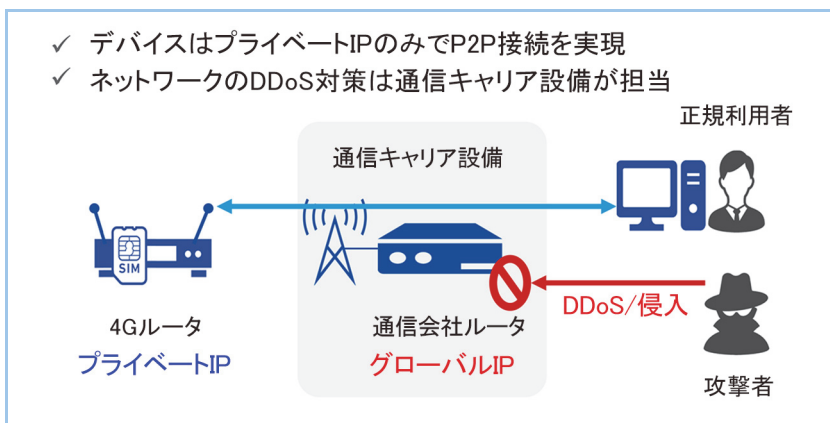 ✓ デバイスはプライベートIPのみでP2P接続を実現
✓ ネットワークのDDoS対策は通信キャリア設備が担当
正規利用者
通信キャリア設備
SIM
DDoS/侵入
4Gルータ
プライベートIP
通信会社ルータ
グローバルIP
攻撃者